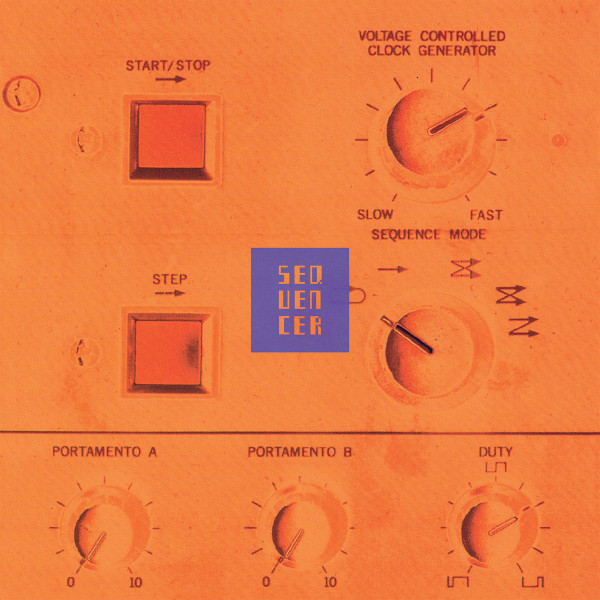 VOLTAGE CONTROLLED
CLOCK GENERATOR
START/STOP
SLOW FAST
SEQUENCE MODE
STEP
SEQ
UEN
CER
PORTAMENTO A
PORTAMENTO B
DUTY
0 10
0 10